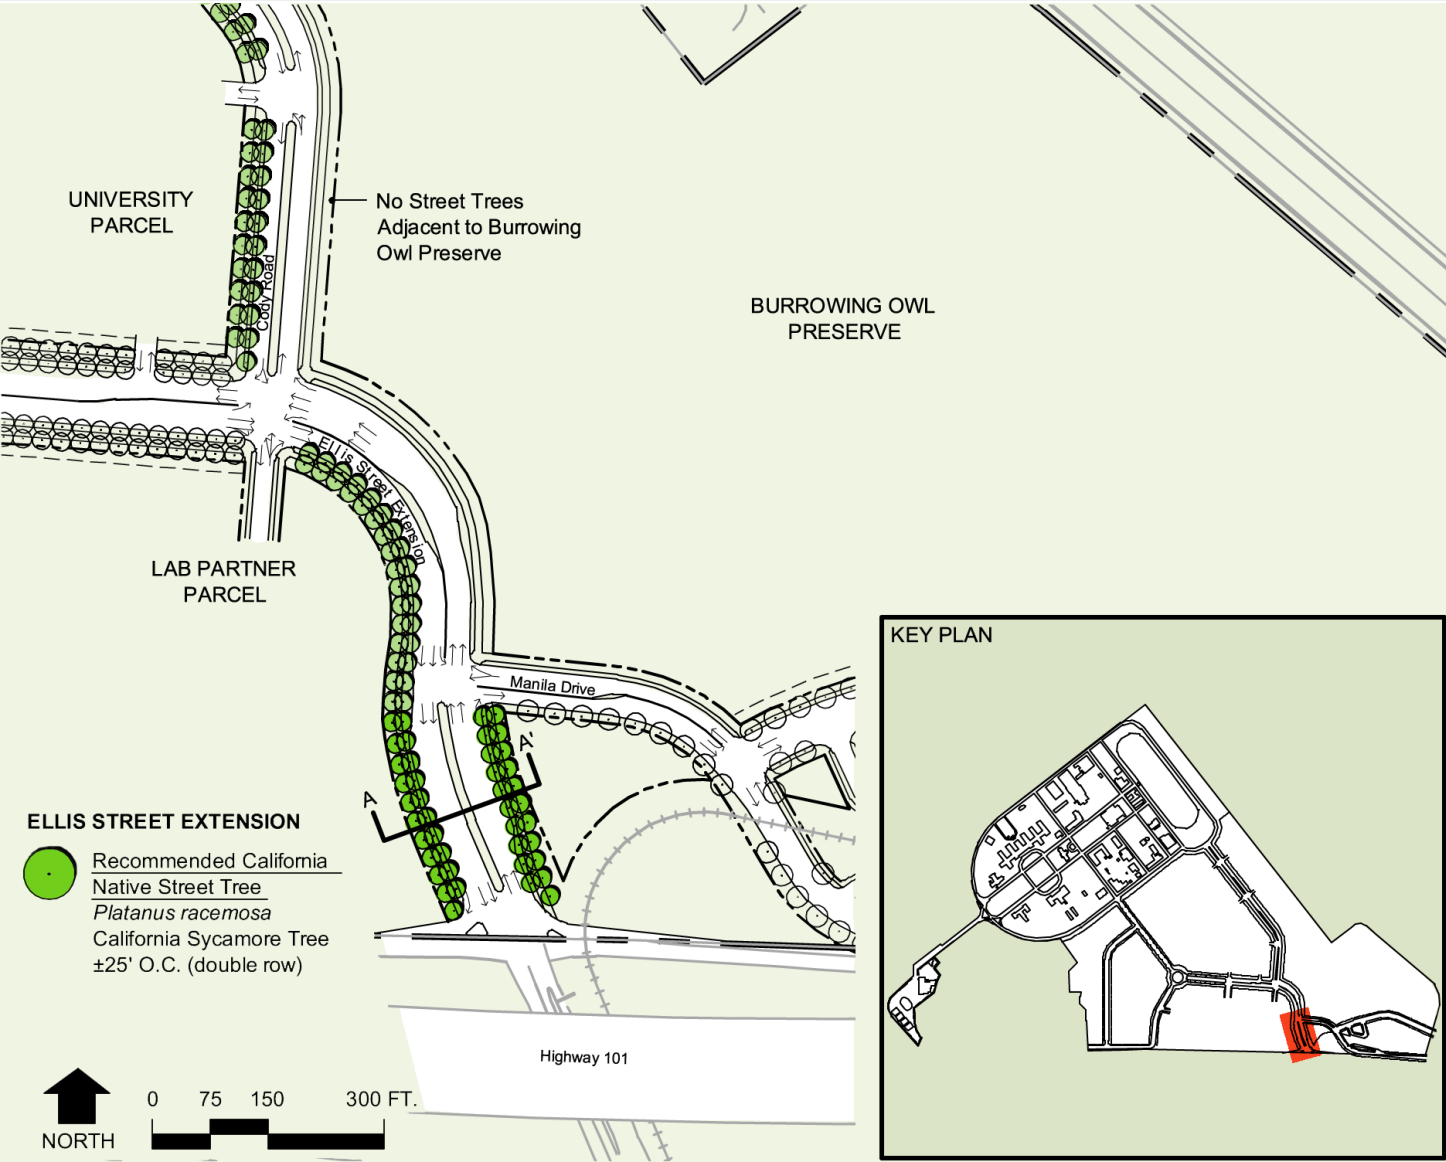 UNIVERSITY
PARCEL
No Street Trees
Adjacent to Burrowing
Owl Preserve
Cody Road
BURROWING OWL
PRESERVE
Ellis Street Extension
LAB PARTNER
PARCEL
Manila Drive
A'
A
ELLIS STREET EXTENSION
Recommended California
Native Street Tree
Platanus racemosa
California Sycamore Tree
±25' O.C. (double row)
Highway 101
0 75 150 300 FT.
NORTH
KEY PLAN